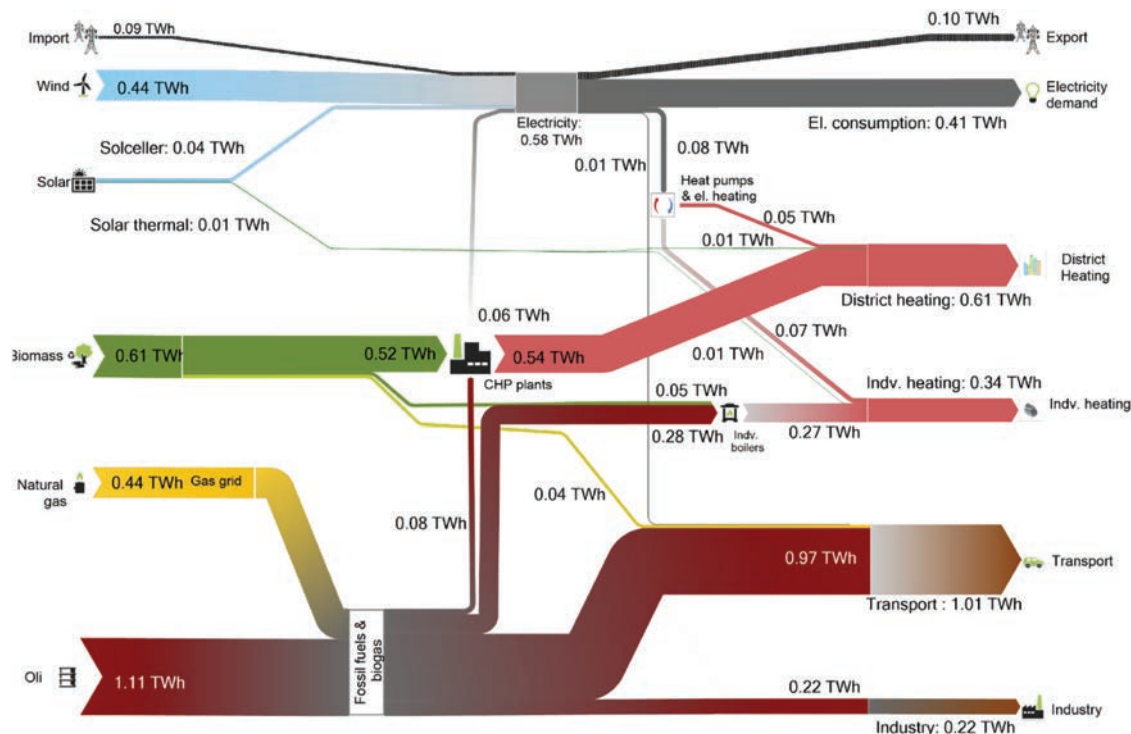 Import
0.09 TWh
0.10 TWh
Export
Wind
0.44 TWh
Electricity
demand
Electricity:
0.58 TWh
El. consumption: 0.41 TWh
Solceller: 0.04 TWh
0.01 TWh
0.08 TWh
Solar
Heat pumps
& el. heating
0.05 TWh
Solar thermal: 0.01 TWh
0.01 TWh
District
Heating
District heating: 0.61 TWh
0.06 TWh
0.07 TWh
Biomass
0.61 TWh
0.52 TWh
0.54 TWh
0.01 TWh
CHP plants
Indv. heating: 0.34 TWh
0.05 TWh
Indv. heating
0.28 TWh
Indv.
boilers
0.27 TWh
Natural
gas
0.44 TWh
Gas grid
0.04 TWh
0.08 TWh
0.97 TWh
Transport
Transport : 1.01 TWh
Fossil fuels &
biogas
Oli
1.11 TWh
0.22 TWh
Industry
Industry: 0.22 TWh